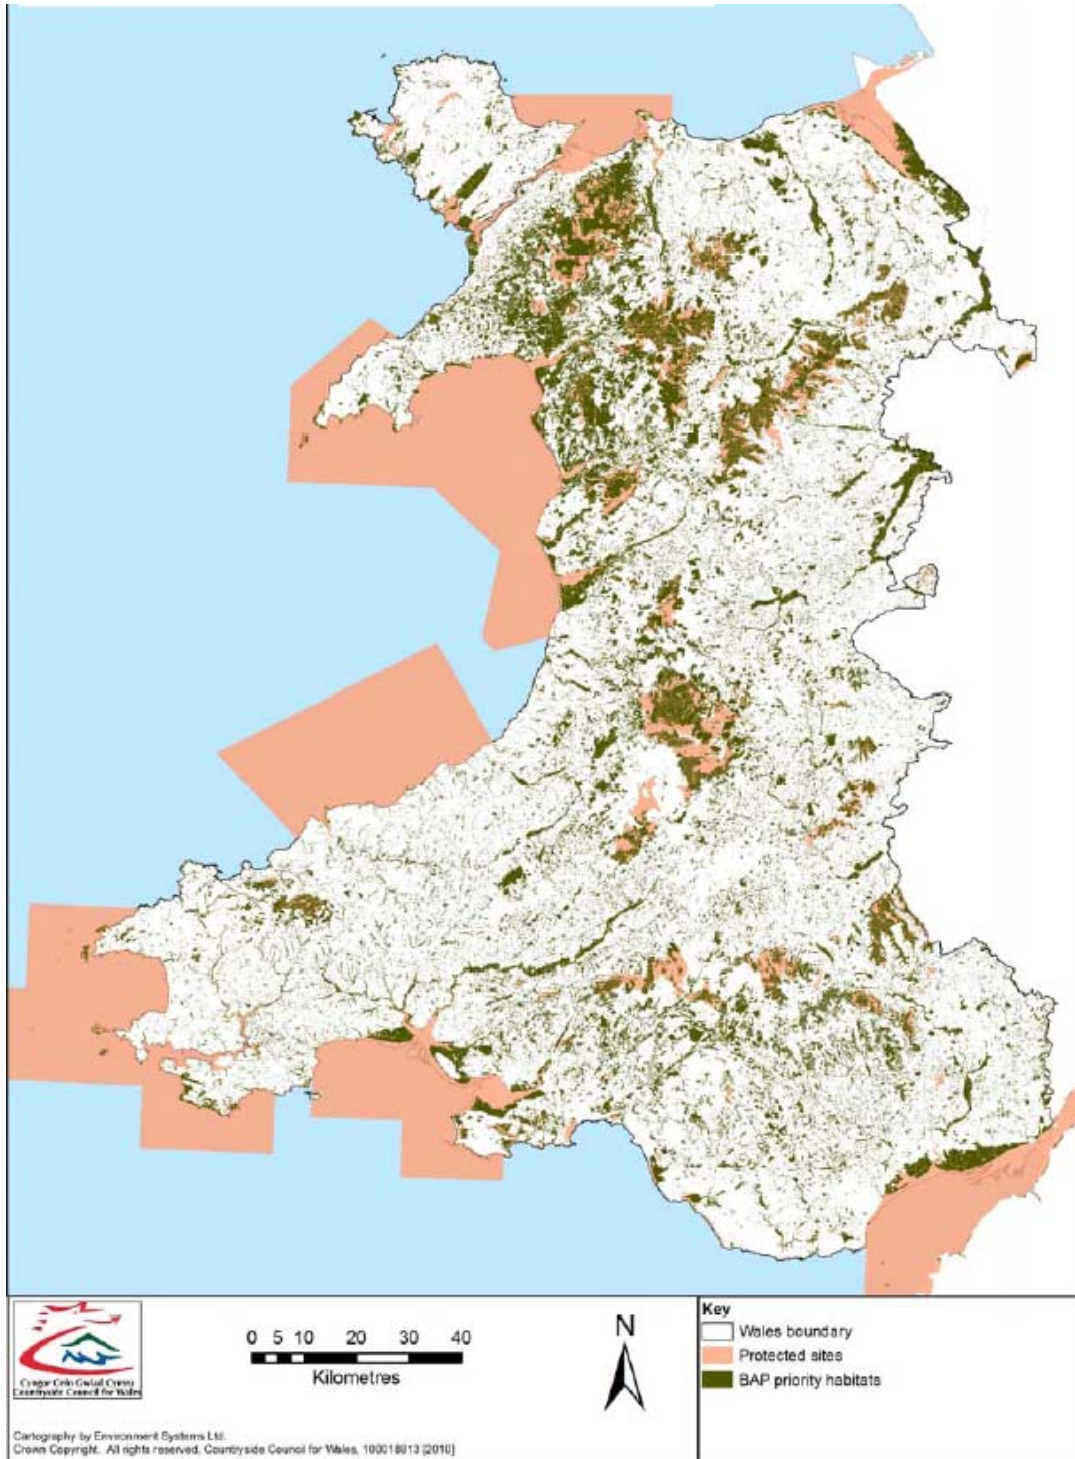 0 5 10 20 30 40
Kilometres
N
Key
Wales boundary
Protected sites
BAP priority habitats
Cyngor Cefn Gwlad Cymru
Countryside Council for Wales
Cartography by Environment Systems Ltd.
Crown Copyright. All rights reserved. Countryside Council for Wales, 100018813 [2010]